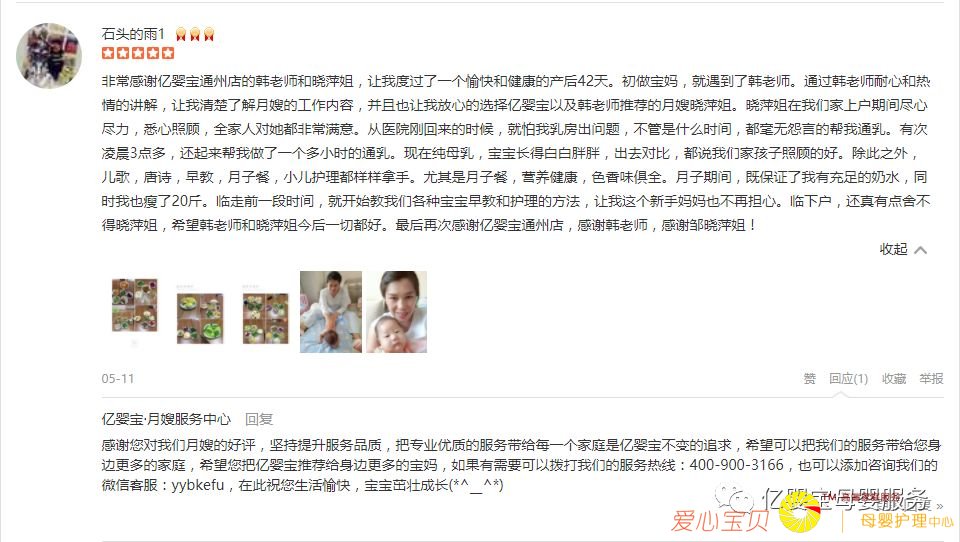 石头的雨1
非常感谢亿婴宝通州店的韩老师和晓萍姐，让我度过了一个愉快和健康的产后42天。初做宝妈，就遇到了韩老师。通过韩老师耐心和热
情的讲解，让我清楚了解月嫂的工作内容，并且也让我放心的选择亿婴宝以及韩老师推荐的月嫂晓萍姐。晓萍姐在我们家上户期间尽心
尽力，悉心照顾，全家人对她都非常满意。从医院刚回来的时候，就怕我乳房出问题，不管是什么时间，都毫无怨言的帮我通乳。有次
凌晨3点多，还起来帮我做了一个多小时的通乳。现在纯母乳，宝宝长得白白胖胖，出去对比，都说我们家孩子照顾的好。除此之外，
儿歌，唐诗，早教，月子餐，小儿护理都样样拿手。尤其是月子餐，营养健康，色香味俱全。月子期间，既保证了我有充足的奶水，同
时我也瘦了20斤。临走前一段时间，就开始教我们各种宝宝早教和护理的方法，让我这个新手妈妈也不再担心。临下户，还真有点舍不
得晓萍姐，希望韩老师和晓萍姐今后一切都好。最后再次感谢亿婴宝通州店，感谢韩老师，感谢邹晓萍姐！
收起
05-11 赞 回应(1) 收藏 举报
亿婴宝·月嫂服务中心 回复
感谢您对我们月嫂的好评，坚持提升服务品质，把专业优质的服务带给每一个家庭是亿婴宝不变的追求，希望可以把我们的服务带给您身
边更多的家庭，希望您把亿婴宝推荐给身边更多的宝妈，如果有需要可以拨打我们的服务热线：400-900-3166，也可以添加咨询我们的
微信客服：yybkefu，在此祝您生活愉快，宝宝茁壮成长(*^__^*)
亿婴宝母婴服务
爱心宝贝 TM 母婴护理中心